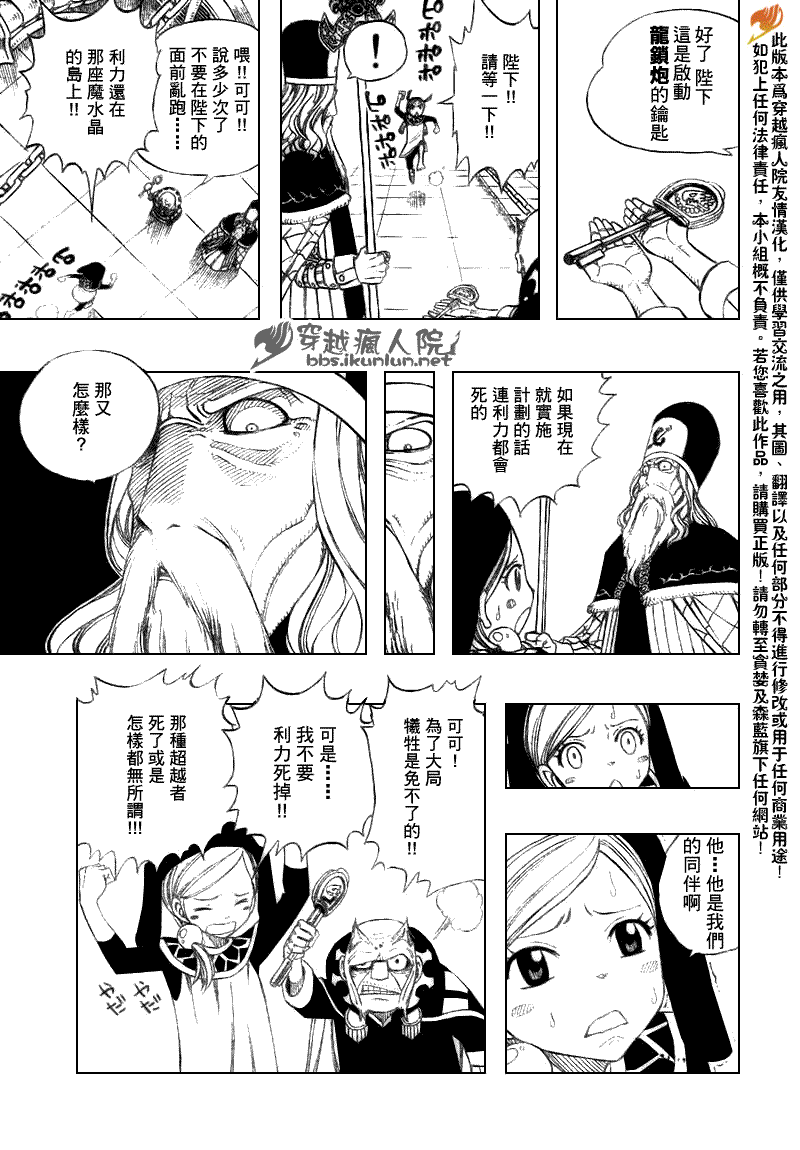 好了 陛下
這是啟動
龍鎖炮的鑰匙
陛下!!
請等一下!!
!
喂!!可可!!
說多少次了
不要在陛下的
面前亂跑……
利力還在
那座魔水晶
的島上!!
穿越瘋人院
bbs.ikunlun.net
如果現在
就實施
計劃的話
連利力都會
死的
那又
怎麼樣?
他…他是我們
的同伴啊
可可!
為了大局
犧牲是免不了的!!
可是……
我不要
利力死掉!!
那種超越者
死了或是
怎樣都無所謂!!!
やだ
やだ
此版本爲穿越瘋人院友情漢化，僅供學習交流之用，其圖、翻譯以及任何部分不得進行修改或用于任何商業用途！
如犯上任何法律責任，本小組概不負責。若您喜歡此作品，請購買正版！請勿轉至貪婪及森藍旗下任何網站！